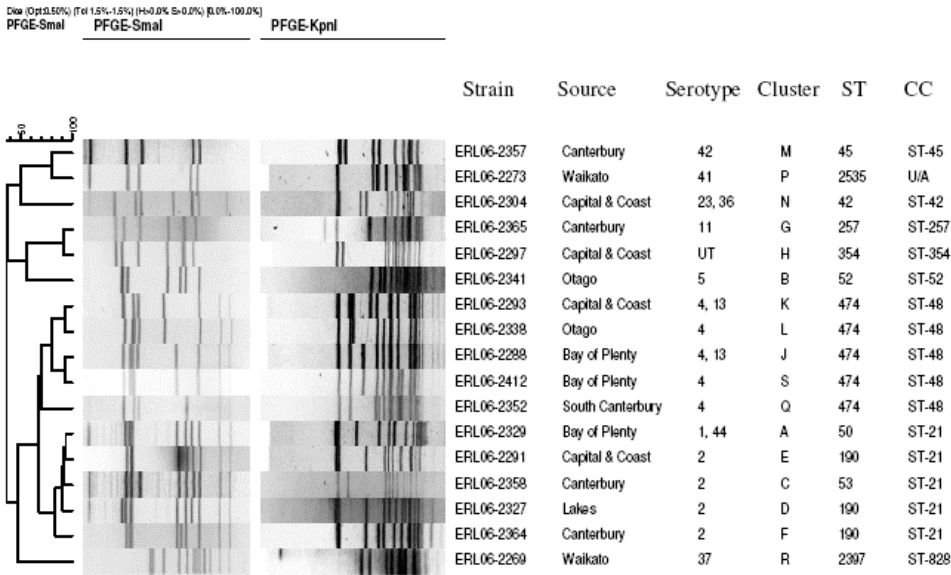 Dice (Opt:0.50%) (Tol 1.5%-1.5%) (H>0.0% S>0.0%) [0.0%-100.0%]
PFGE-SmaI PFGE-SmaI PFGE-KpnI
Strain Source Serotype Cluster ST CC
50 100
ERL06-2357 Canterbury 42 M 45 ST-45
ERL06-2273 Waikato 41 P 2535 U/A
ERL06-2304 Capital & Coast 23, 36 N 42 ST-42
ERL06-2365 Canterbury 11 G 257 ST-257
ERL06-2297 Capital & Coast UT H 354 ST-354
ERL06-2341 Otago 5 B 52 ST-52
ERL06-2293 Capital & Coast 4, 13 K 474 ST-48
ERL06-2338 Otago 4 L 474 ST-48
ERL06-2288 Bay of Plenty 4, 13 J 474 ST-48
ERL06-2412 Bay of Plenty 4 S 474 ST-48
ERL06-2352 South Canterbury 4 Q 474 ST-48
ERL06-2329 Bay of Plenty 1, 44 A 50 ST-21
ERL06-2291 Capital & Coast 2 E 190 ST-21
ERL06-2358 Canterbury 2 C 53 ST-21
ERL06-2327 Lakes 2 D 190 ST-21
ERL06-2364 Canterbury 2 F 190 ST-21
ERL06-2269 Waikato 37 R 2397 ST-828